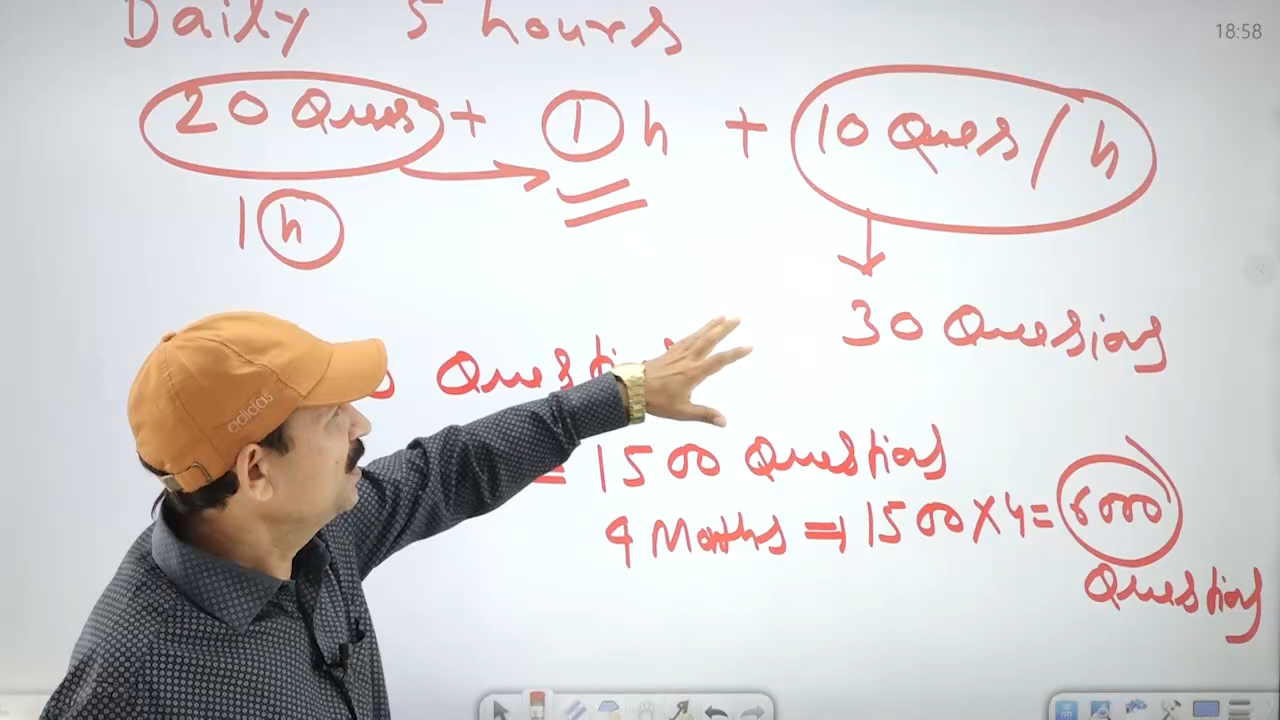 Daily 5 hours
18:58
20 Ques + 1 h + 10 Ques / h
1 h
30 Questions
adidas
= 1500 Questions
4 Months ⇒ 1500 X 4 = 6000
Questions